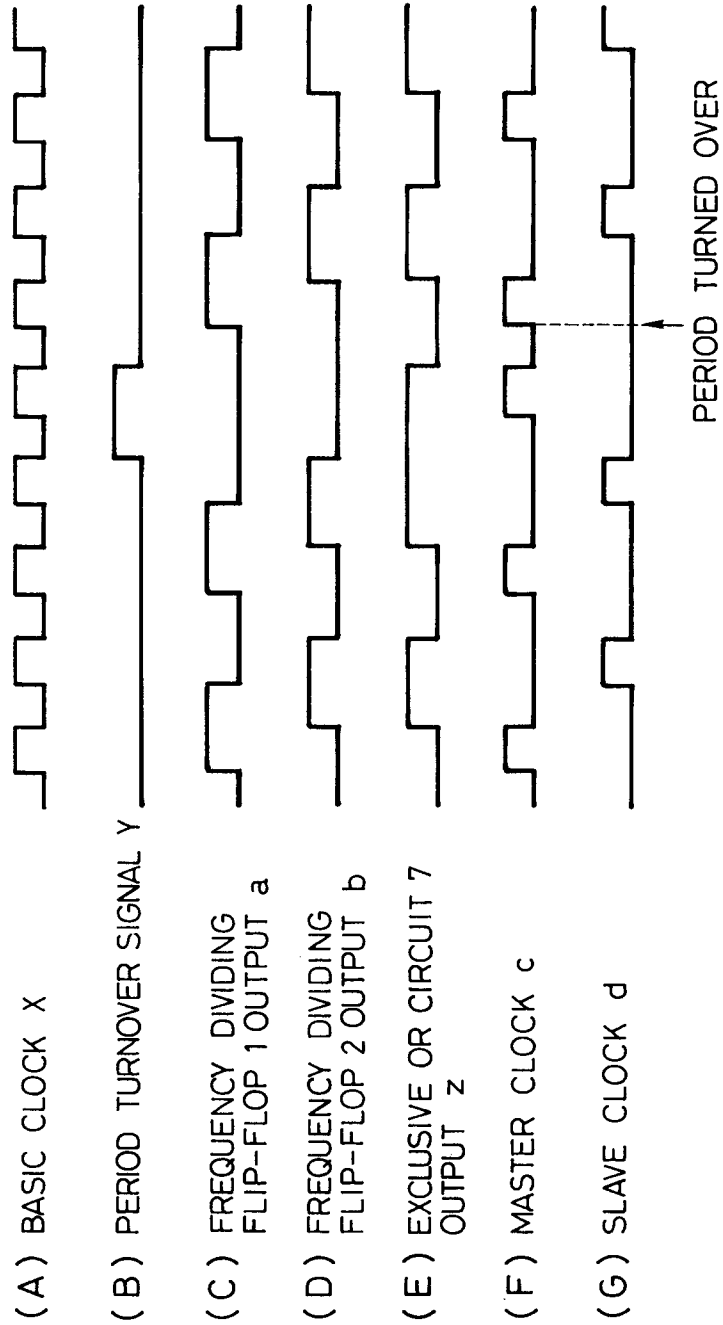 (A) BASIC CLOCK X
(B) PERIOD TURNOVER SIGNAL Y
(C) FREQUENCY DIVIDING
FLIP-FLOP 1 OUTPUT a
(D) FREQUENCY DIVIDING
FLIP-FLOP 2 OUTPUT b
(E) EXCLUSIVE OR CIRCUIT 7
OUTPUT z
(F) MASTER CLOCK c
(G) SLAVE CLOCK d
PERIOD TURNED OVER